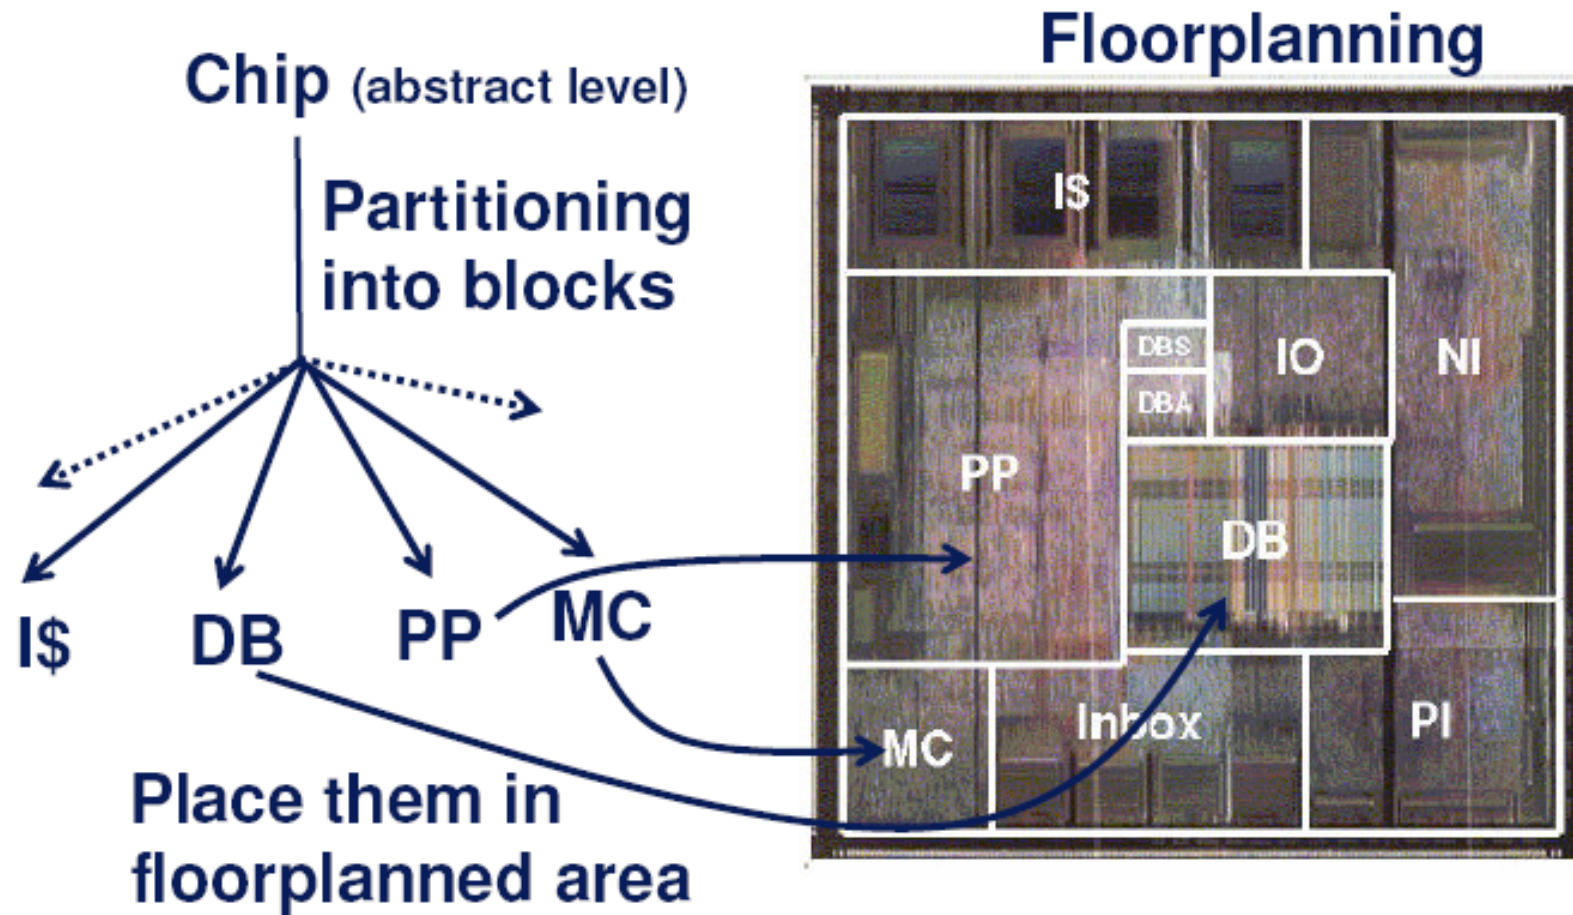 Chip (abstract level)
Partitioning
into blocks
I$
DB
PP
MC
Place them in
floorplanned area
Floorplanning
I$
DBS
IO
NI
DBA
PP
DB
MC
Inbox
PI